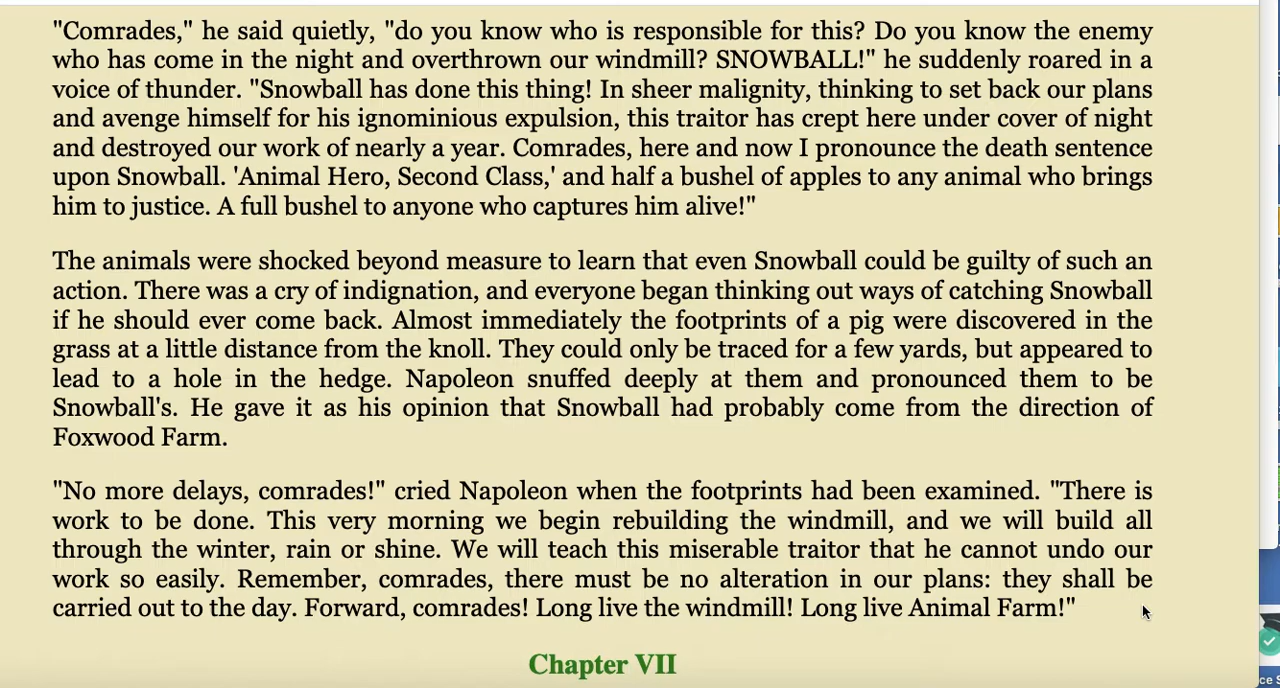 "Comrades," he said quietly, "do you know who is responsible for this? Do you know the enemy
who has come in the night and overthrown our windmill? SNOWBALL!" he suddenly roared in a
voice of thunder. "Snowball has done this thing! In sheer malignity, thinking to set back our plans
and avenge himself for his ignominious expulsion, this traitor has crept here under cover of night
and destroyed our work of nearly a year. Comrades, here and now I pronounce the death sentence
upon Snowball. 'Animal Hero, Second Class,' and half a bushel of apples to any animal who brings
him to justice. A full bushel to anyone who captures him alive!"
The animals were shocked beyond measure to learn that even Snowball could be guilty of such an
action. There was a cry of indignation, and everyone began thinking out ways of catching Snowball
if he should ever come back. Almost immediately the footprints of a pig were discovered in the
grass at a little distance from the knoll. They could only be traced for a few yards, but appeared to
lead to a hole in the hedge. Napoleon snuffed deeply at them and pronounced them to be
Snowball's. He gave it as his opinion that Snowball had probably come from the direction of
Foxwood Farm.
"No more delays, comrades!" cried Napoleon when the footprints had been examined. "There is
work to be done. This very morning we begin rebuilding the windmill, and we will build all
through the winter, rain or shine. We will teach this miserable traitor that he cannot undo our
work so easily. Remember, comrades, there must be no alteration in our plans: they shall be
carried out to the day. Forward, comrades! Long live the windmill! Long live Animal Farm!"
Chapter VII